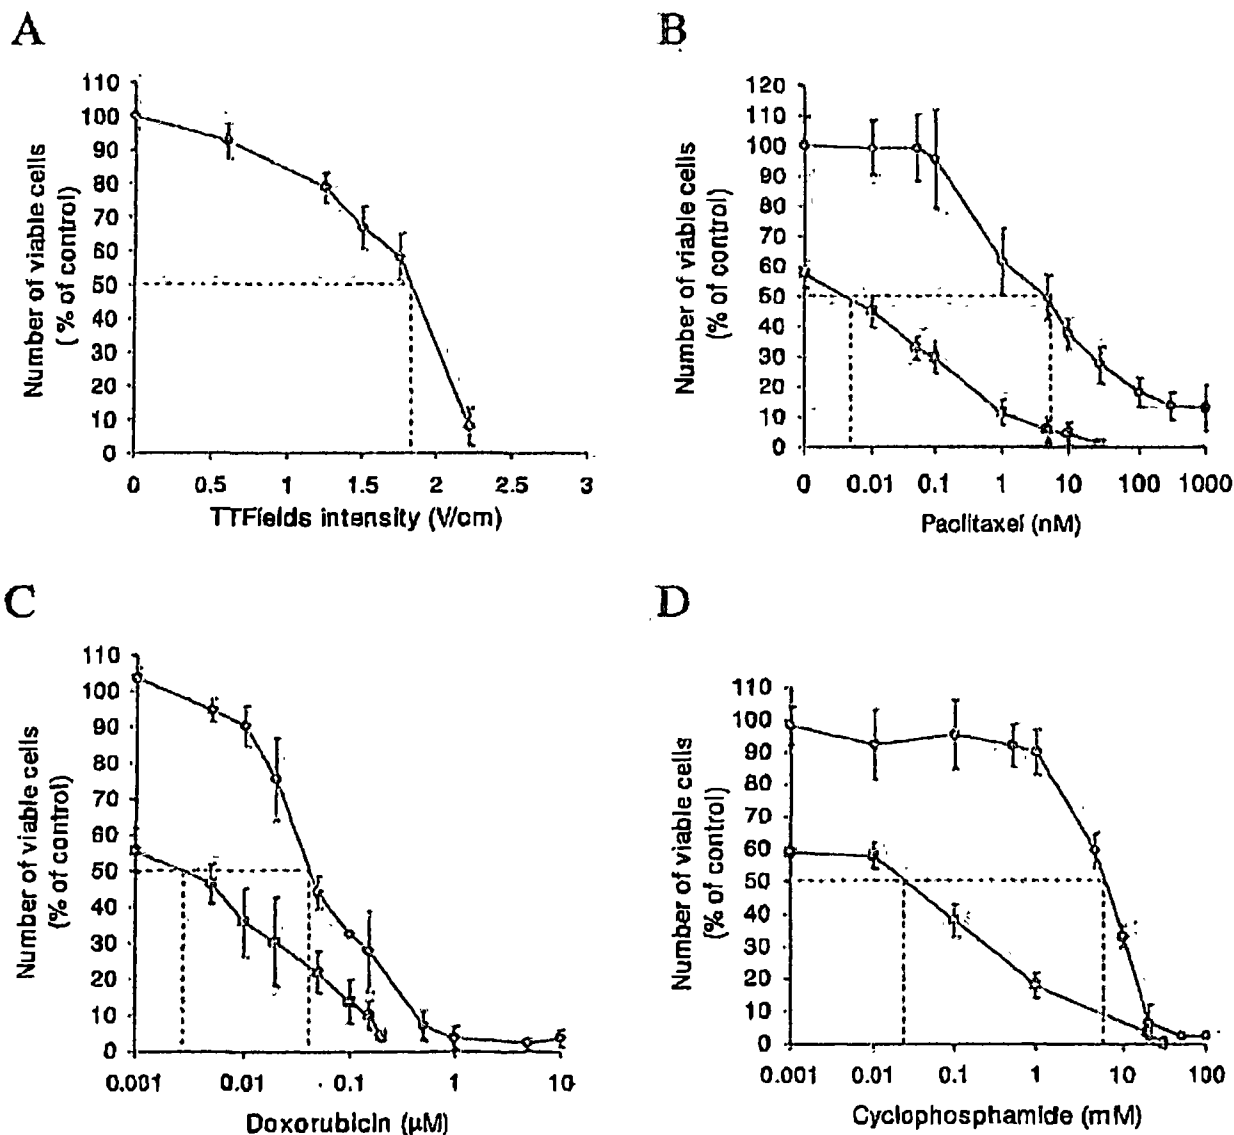 A
110
100
90
80
70
60
50
40
30
20
10
0
Number of viable cells
( % of control)
0 0.5 1 1.5 2 2.5 3
TTFields intensity (V/cm)
B
120
110
100
90
80
70
60
50
40
30
20
10
0
Number of viable cells
(% of control)
0 0.01 0.1 1 10 100 1000
Paclitaxel (nM)
C
110
100
90
80
70
60
50
40
30
20
10
0
Number of viable cells
(% of control)
0.001 0.01 0.1 1 10
Doxorubicin (µM)
D
110
100
90
80
70
60
50
40
30
20
10
0
Number of viable cells
(% of control)
0.001 0.01 0.1 1 10 100
Cyclophosphamide (mM)